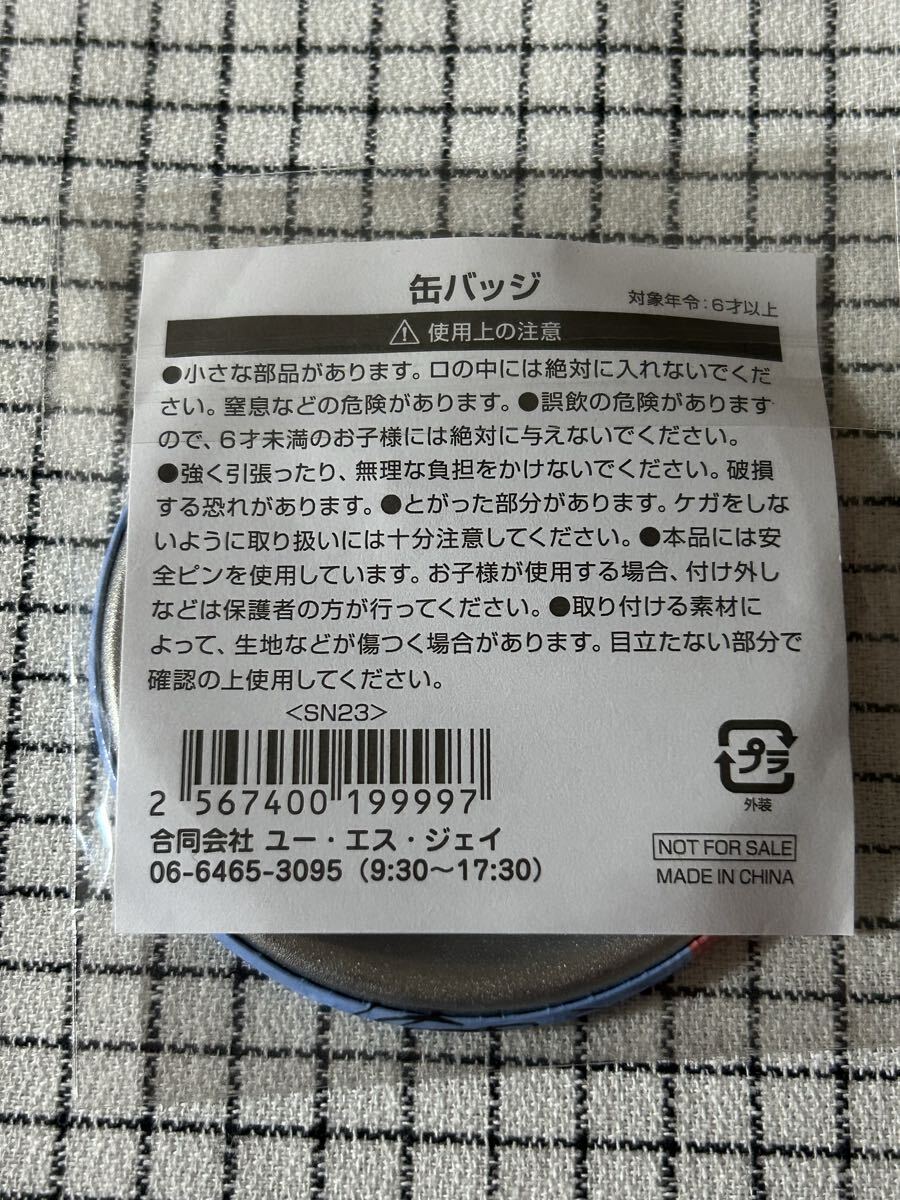 缶バッジ
対象年令:6才以上
使用上の注意
●小さな部品があります。口の中には絶対に入れないでくだ
さい。窒息などの危険があります。●誤飲の危険があります
ので、6才未満のお子様には絶対に与えないでください。
●強く引張ったり、無理な負担をかけないでください。破損
する恐れがあります。●とがった部分があります。ケガをしな
いように取り扱いには十分注意してください。●本品には安
全ピンを使用しています。お子様が使用する場合、付け外し
などは保護者の方が行ってください。●取り付ける素材に
よって、生地などが傷つく場合があります。目立たない部分で
確認の上使用してください。
<SN23>
2 567400 199997
プラ
外装
合同会社 ユー・エス・ジェイ
06-6465-3095（9:30〜17:30）
NOT FOR SALE
MADE IN CHINA